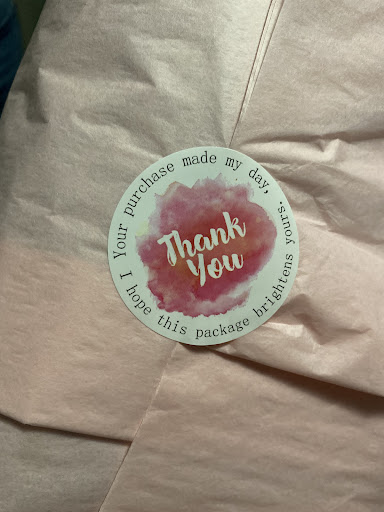 Your purchase made my day,
I hope this package brightens yours.
Thank
You